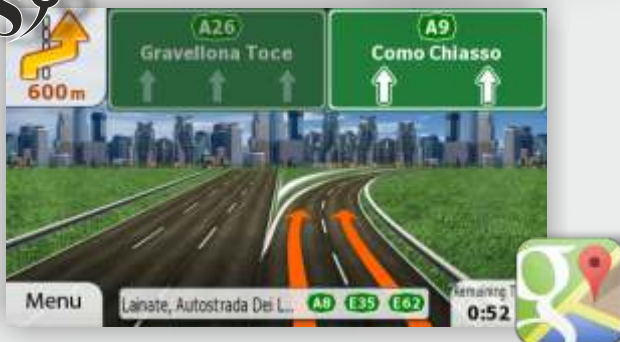 A26
Gravellona Toce
A9
Como Chiasso
600 m
Menu
Lainate, Autostrada Dei L...
A8 E35 E62
Remaining T
0:52
g